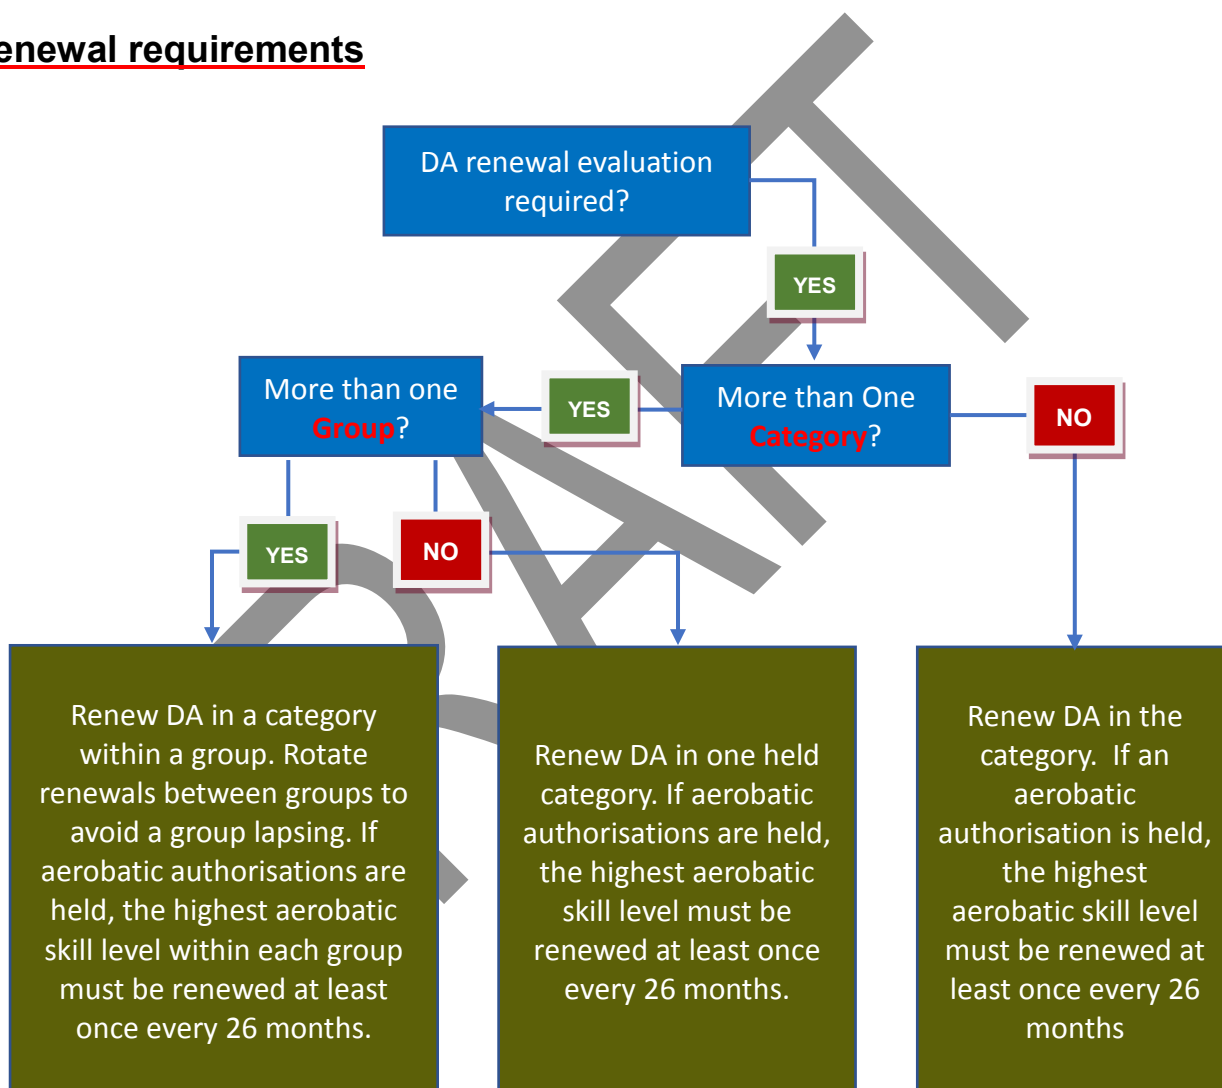 enewal requirements
DA renewal evaluation
required?
YES
More than one
Group?
YES
More than One
Category?
NO
YES
NO
Renew DA in a category
within a group. Rotate
renewals between groups to
avoid a group lapsing. If
aerobatic authorisations are
held, the highest aerobatic
skill level within each group
must be renewed at least
once every 26 months.
Renew DA in one held
category. If aerobatic
authorisations are held,
the highest aerobatic
skill level must be
renewed at least once
every 26 months.
Renew DA in the
category.  If an
aerobatic
authorisation is held,
the highest
aerobatic skill level
must be renewed at
least once every 26
months
DRAFT